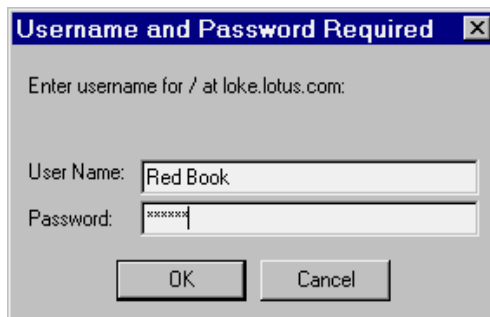 Username and Password Required
Enter username for / at loke.lotus.com:
User Name: Red Book
Password: ******
OK Cancel